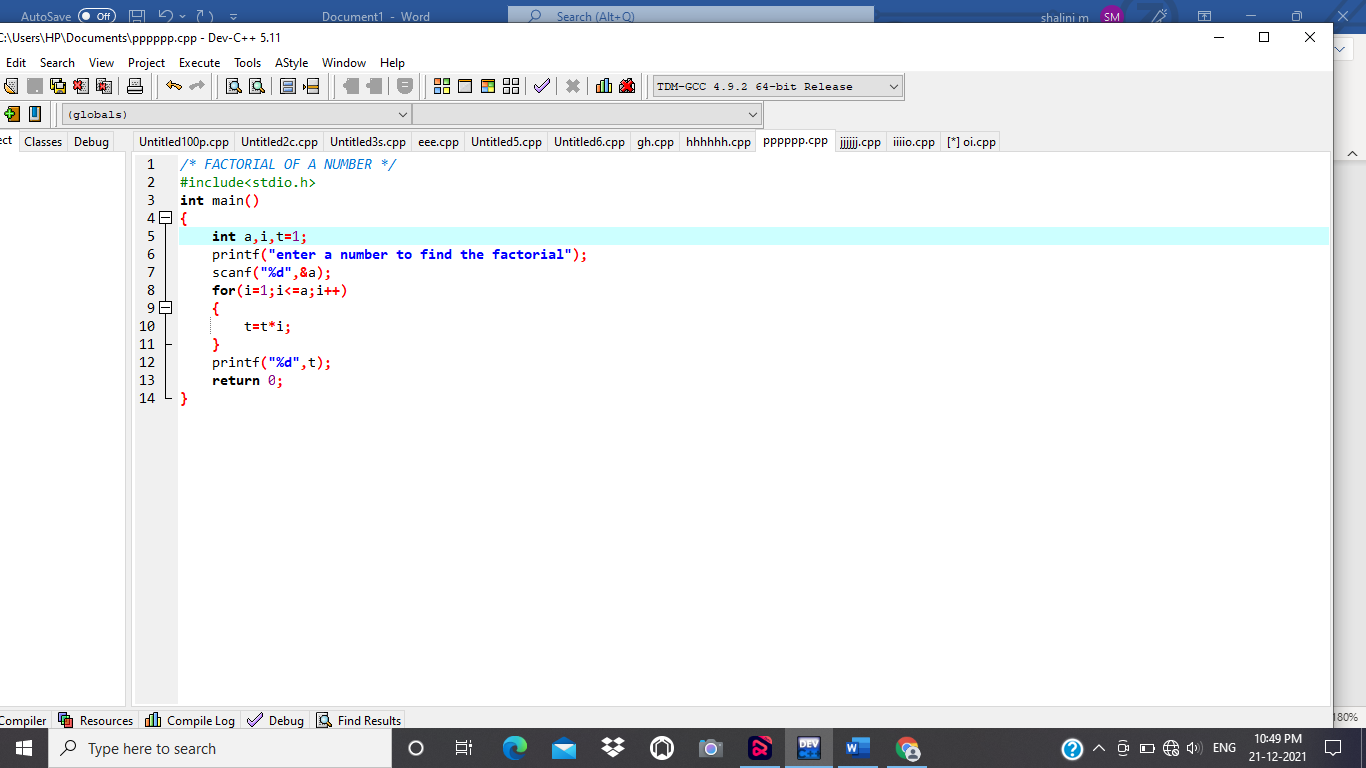 AutoSave Off Document1 - Word Search (Alt+Q) shalini m SM
C:\Users\HP\Documents\pppppp.cpp - Dev-C++ 5.11
Edit Search View Project Execute Tools AStyle Window Help
TDM-GCC 4.9.2 64-bit Release
(globals)
ect Classes Debug Untitled100p.cpp Untitled2c.cpp Untitled3s.cpp eee.cpp Untitled5.cpp Untitled6.cpp gh.cpp hhhhhh.cpp pppppp.cpp jjjjjj.cpp iiiio.cpp [*] oi.cpp
1 /* FACTORIAL OF A NUMBER */
2 #include<stdio.h>
3 int main()
4 {
5 int a,i,t=1;
6 printf("enter a number to find the factorial");
7 scanf("%d",&a);
8 for(i=1;i<=a;i++)
9 {
10 t=t*i;
11 }
12 printf("%d",t);
13 return 0;
14 }
Compiler Resources Compile Log Debug Find Results
180%
Type here to search DEV C++ W ENG 10:49 PM
21-12-2021